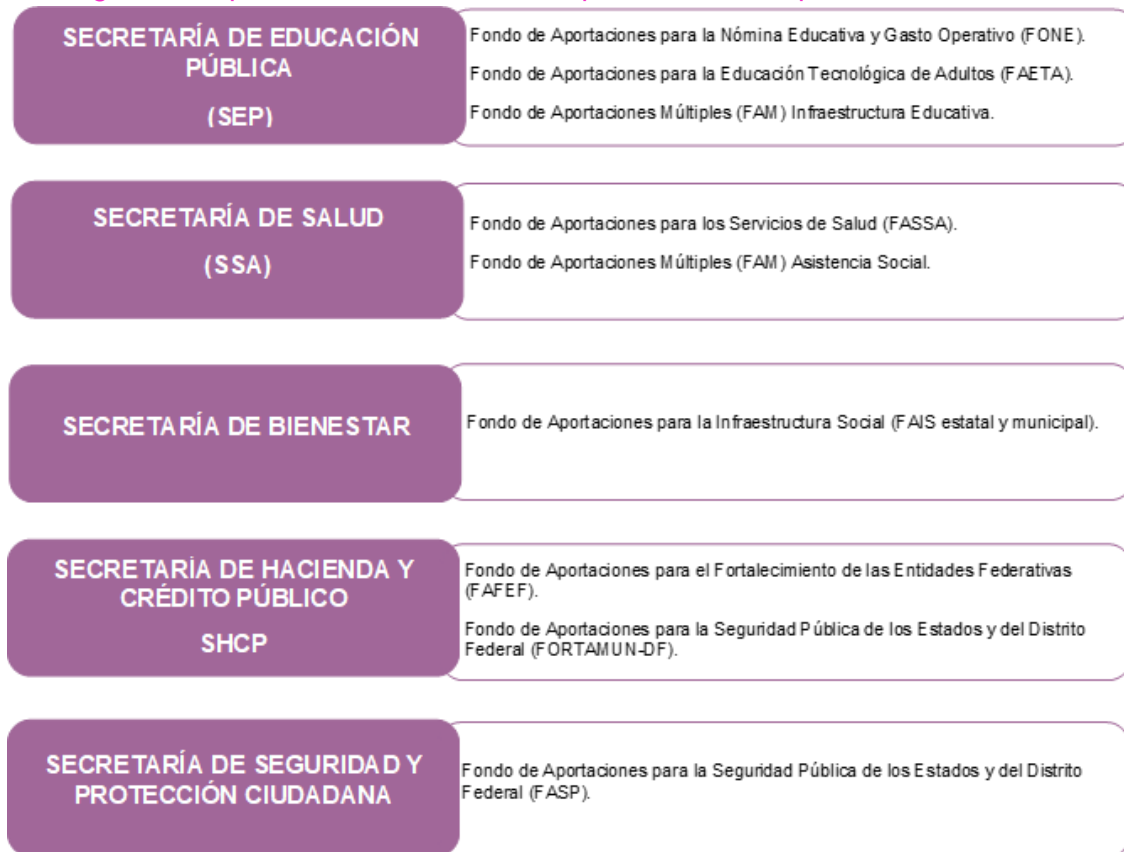 SECRETARÍA DE EDUCACIÓN
PÚBLICA
(SEP)
Fondo de Aportaciones para la Nómina Educativa y Gasto Operativo (FONE).
Fondo de Aportaciones para la Educación Tecnológica de Adultos (FAETA).
Fondo de Aportaciones Múltiples (FAM) Infraestructura Educativa.
SECRETARÍA DE SALUD
(SSA)
Fondo de Aportaciones para los Servicios de Salud (FASSA).
Fondo de Aportaciones Múltiples (FAM) Asistencia Social.
SECRETARÍA DE BIENESTAR
Fondo de Aportaciones para la Infraestructura Social (FAIS estatal y municipal).
SECRETARÍA DE HACIENDA Y
CRÉDITO PÚBLICO
SHCP
Fondo de Aportaciones para el Fortalecimiento de las Entidades Federativas
(FAFEF).
Fondo de Aportaciones para la Seguridad Pública de los Estados y del Distrito
Federal (FORTAMUN-DF).
SECRETARÍA DE SEGURIDAD Y
PROTECCIÓN CIUDADANA
Fondo de Aportaciones para la Seguridad Pública de los Estados y del Distrito
Federal (FASP).